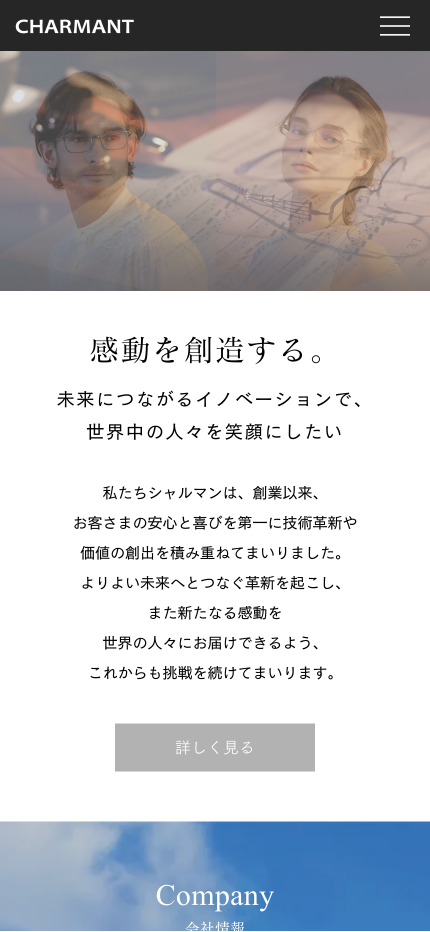 CHARMANT
感動を創造する。
未来につながるイノベーションで、
世界中の人々を笑顔にしたい
私たちシャルマンは、創業以来、
お客さまの安心と喜びを第一に技術革新や
価値の創出を積み重ねてまいりました。
よりよい未来へとつなぐ革新を起こし、
また新たなる感動を
世界の人々にお届けできるよう、
これからも挑戦を続けてまいります。
詳しく見る
Company
会社情報